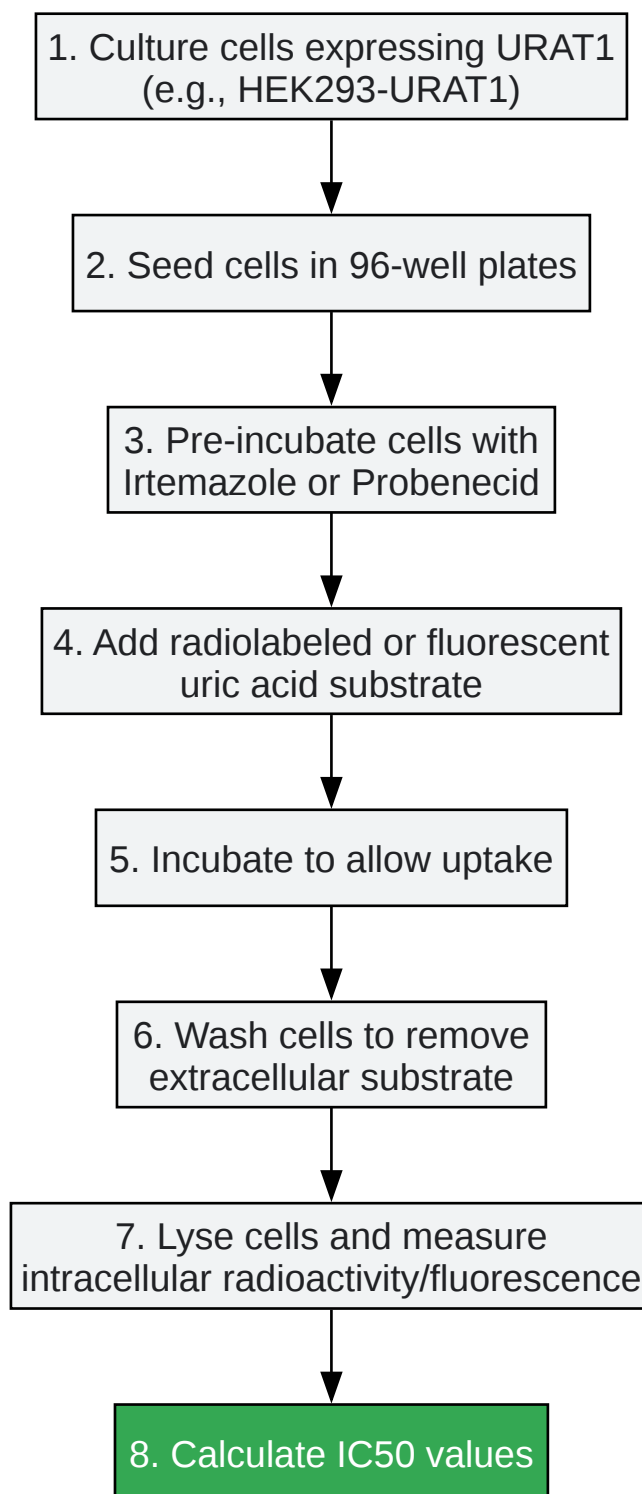 1. Culture cells expressing URAT1
(e.g., HEK293-URAT1)
2. Seed cells in 96-well plates
3. Pre-incubate cells with
Irtemazole or Probenecid
4. Add radiolabeled or fluorescent
uric acid substrate
5. Incubate to allow uptake
6. Wash cells to remove
extracellular substrate
7. Lyse cells and measure
intracellular radioactivity/fluorescence
8. Calculate IC50 values